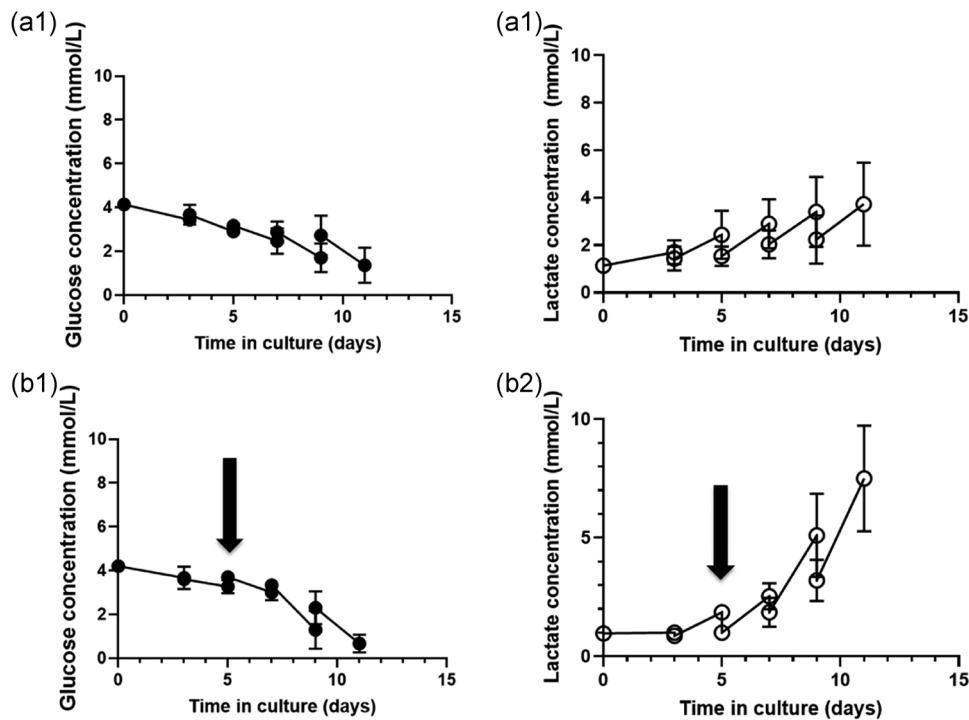 (a1)
Glucose concentration (mmol/L)
10
8
6
4
2
0
0 5 10 15
Time in culture (days)
(a1)
Lactate concentration (mmol/L)
10
8
6
4
2
0
0 5 10 15
Time in culture (days)
(b1)
Glucose concentration (mmol/L)
10
8
6
4
2
0
0 5 10 15
Time in culture (days)
(b2)
Lactate concentration (mmol/L)
10
5
0
0 5 10 15
Time in culture (days)